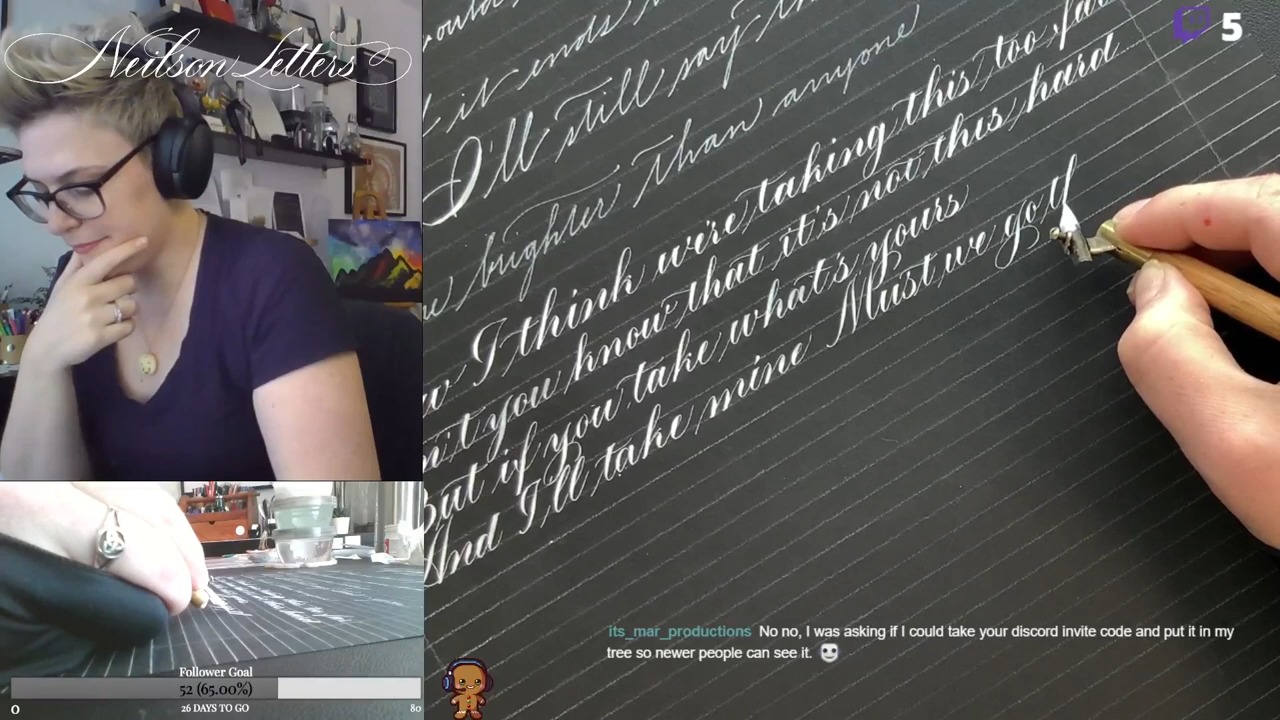 Neilson Letters
5
it ends
I'll still say
brighter than anyone
I think we're taking this too far
you know that it's not this hard
But if you take what's yours
And I'll take mine Must we go
its_mar_productions No no, I was asking if I could take your discord invite code and put it in my
tree so newer people can see it.
Follower Goal
52 (65.00%)
0 26 DAYS TO GO 80